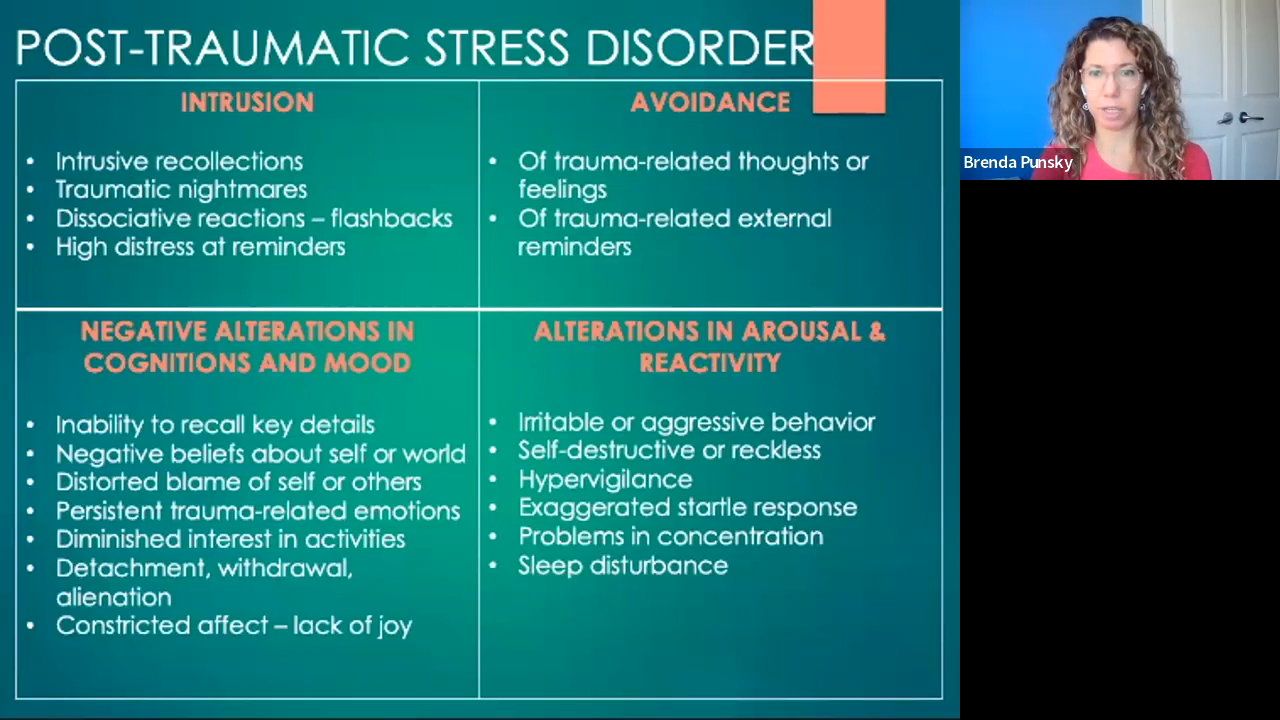 POST-TRAUMATIC STRESS DISORDER
INTRUSION
• Intrusive recollections
• Traumatic nightmares
• Dissociative reactions – flashbacks
• High distress at reminders
AVOIDANCE
• Of trauma-related thoughts or
feelings
• Of trauma-related external
reminders
NEGATIVE ALTERATIONS IN
COGNITIONS AND MOOD
• Inability to recall key details
• Negative beliefs about self or world
• Distorted blame of self or others
• Persistent trauma-related emotions
• Diminished interest in activities
• Detachment, withdrawal,
alienation
• Constricted affect – lack of joy
ALTERATIONS IN AROUSAL &
REACTIVITY
• Irritable or aggressive behavior
• Self-destructive or reckless
• Hypervigilance
• Exaggerated startle response
• Problems in concentration
• Sleep disturbance
Brenda Punsky